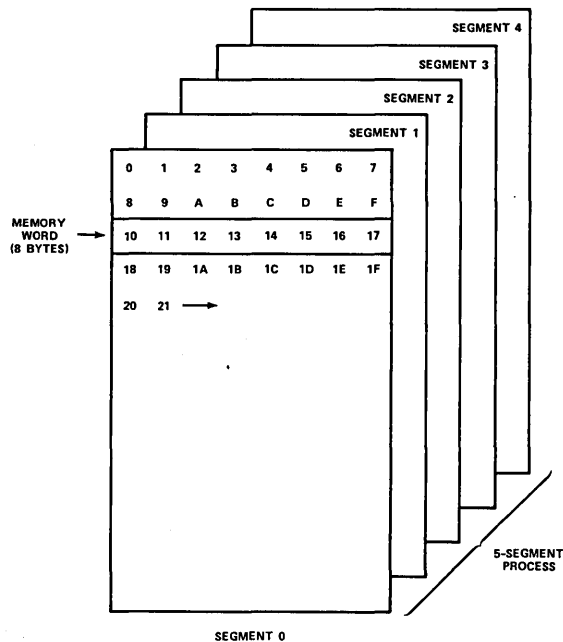 SEGMENT 4
SEGMENT 3
SEGMENT 2
SEGMENT 1
0 1 2 3 4 5 6 7
8 9 A B C D E F
MEMORY
WORD
(8 BYTES)
10 11 12 13 14 15 16 17
18 19 1A 1B 1C 1D 1E 1F
20 21
5-SEGMENT
PROCESS
SEGMENT 0